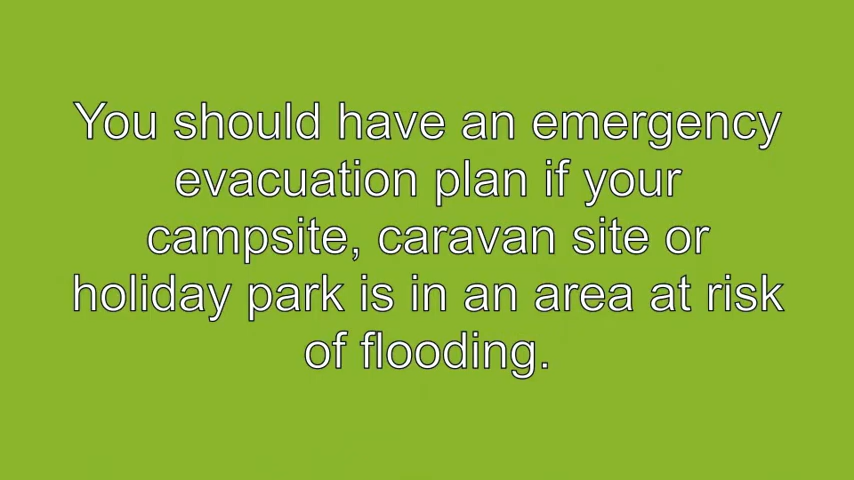 You should have an emergency
evacuation plan if your
campsite, caravan site or
holiday park is in an area at risk
of flooding.